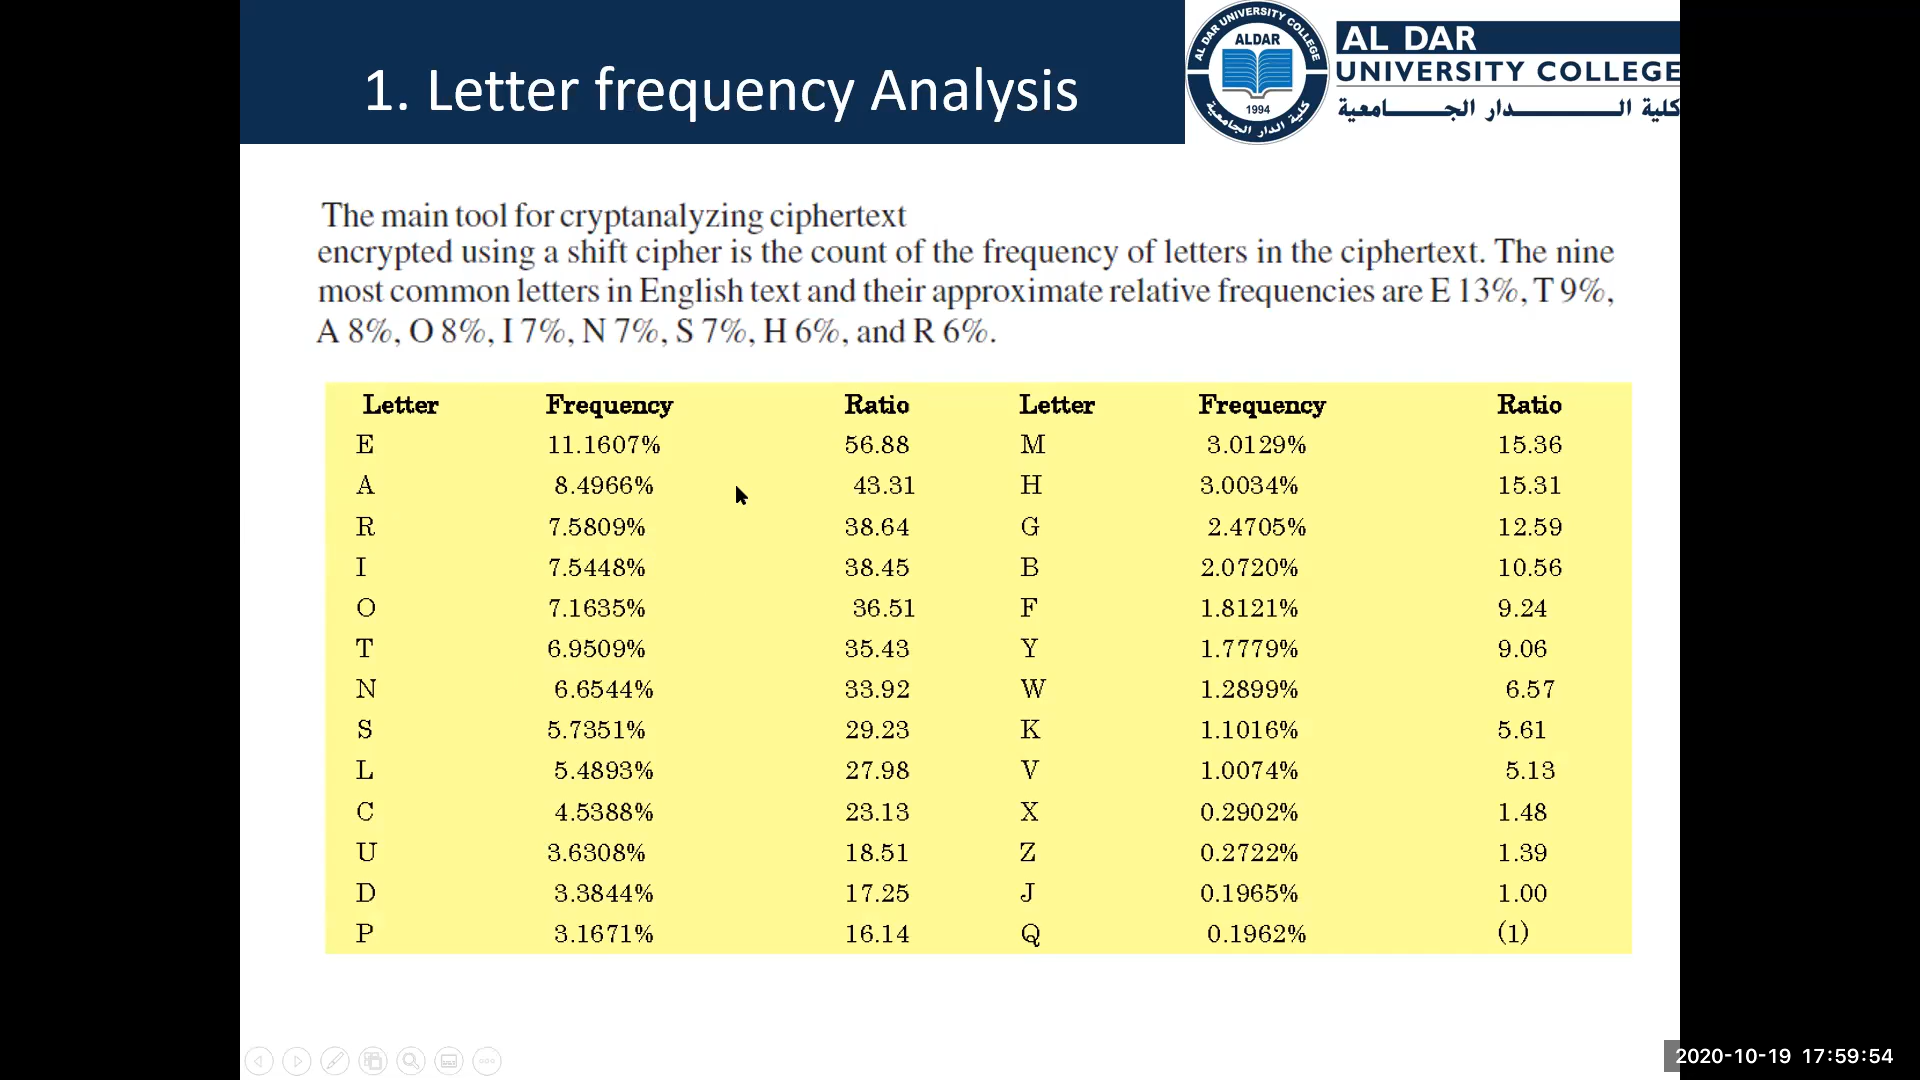 1. Letter frequency Analysis
AL DAR UNIVERSITY COLLEGE
ALDAR
1994
كلية الدار الجامعية
AL DAR
UNIVERSITY COLLEGE
كلية الـــــــدار الجـــــــامعية
The main tool for cryptanalyzing ciphertext
encrypted using a shift cipher is the count of the frequency of letters in the ciphertext. The nine
most common letters in English text and their approximate relative frequencies are E 13%, T 9%,
A 8%, O 8%, I 7%, N 7%, S 7%, H 6%, and R 6%.
Letter Frequency Ratio Letter Frequency Ratio
E 11.1607% 56.88 M 3.0129% 15.36
A 8.4966% 43.31 H 3.0034% 15.31
R 7.5809% 38.64 G 2.4705% 12.59
I 7.5448% 38.45 B 2.0720% 10.56
O 7.1635% 36.51 F 1.8121% 9.24
T 6.9509% 35.43 Y 1.7779% 9.06
N 6.6544% 33.92 W 1.2899% 6.57
S 5.7351% 29.23 K 1.1016% 5.61
L 5.4893% 27.98 V 1.0074% 5.13
C 4.5388% 23.13 X 0.2902% 1.48
U 3.6308% 18.51 Z 0.2722% 1.39
D 3.3844% 17.25 J 0.1965% 1.00
P 3.1671% 16.14 Q 0.1962% (1)
2020-10-19 17:59:54